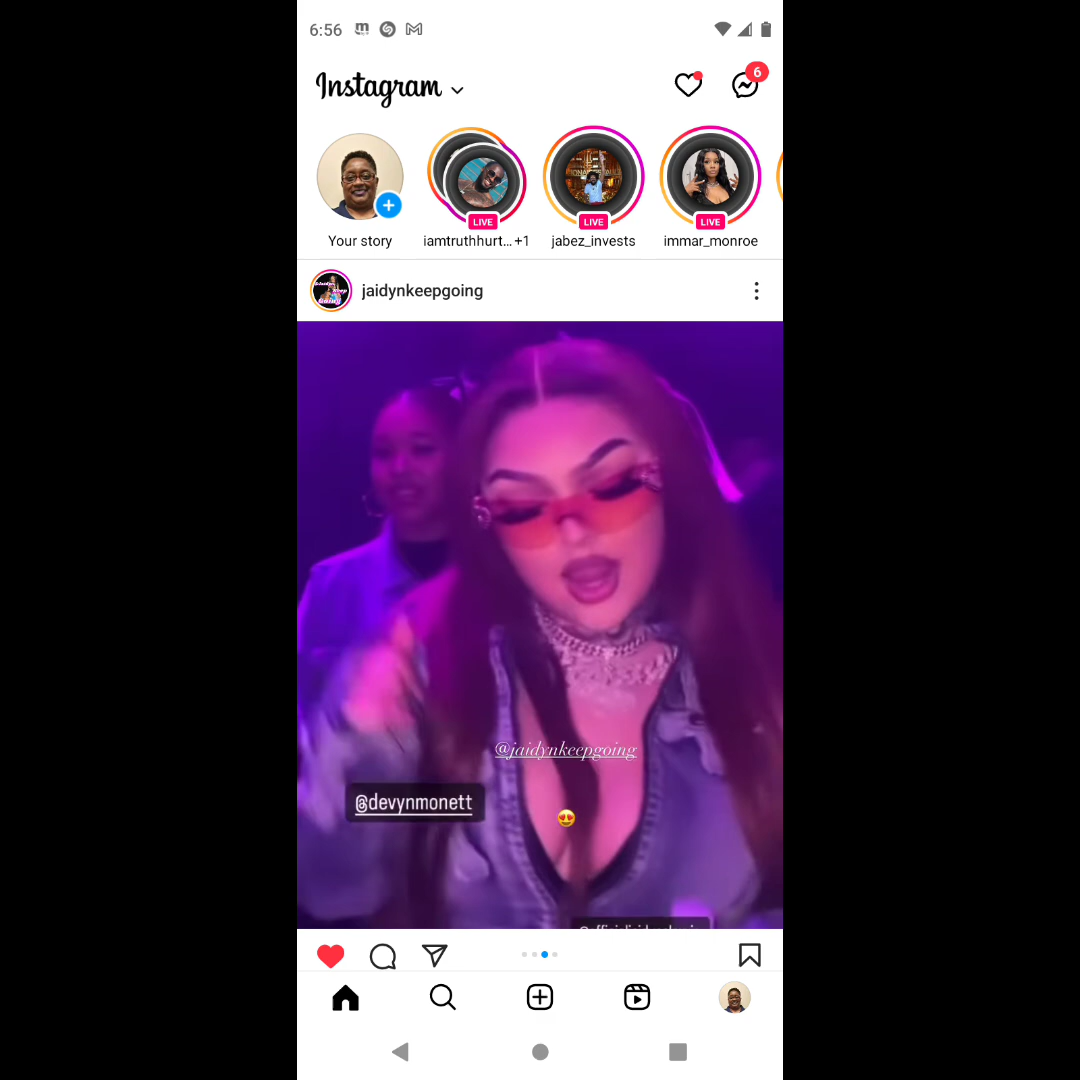 6:56
Instagram
6
LIVE
LIVE
LIVE
Your story
iamtruthhurt... +1
jabez_invests
immar_monroe
jaidynkeepgoing
@jaidynkeepgoing
@devynmonett